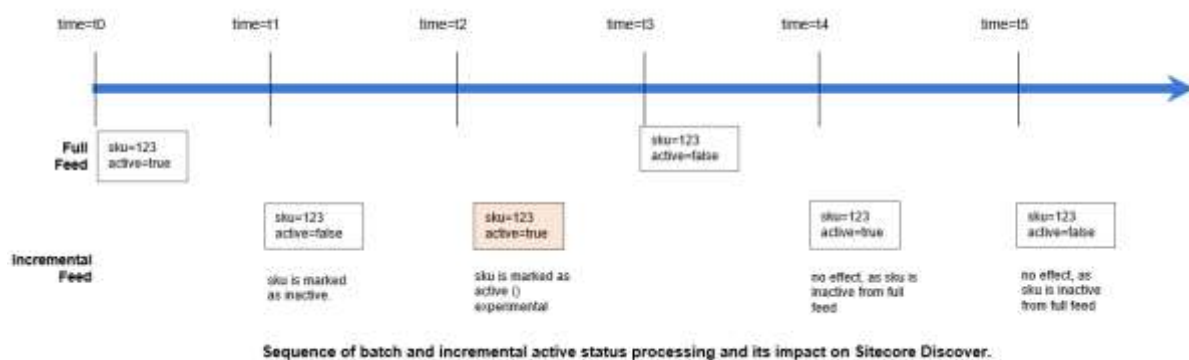 time=t0
time=t1
time=t2
time=t3
time=t4
time=t5
Full
Feed
sku=123
active=true
sku=123
active=false
Incremental
Feed
sku=123
active=false
sku=123
active=true
sku=123
active=true
sku=123
active=false
sku is marked
as inactive.
sku is marked as
active ()
experimental
no effect, as sku is
inactive from full
feed
no effect, as
sku is inactive
from full feed
Sequence of batch and incremental active status processing and its impact on Sitecore Discover.